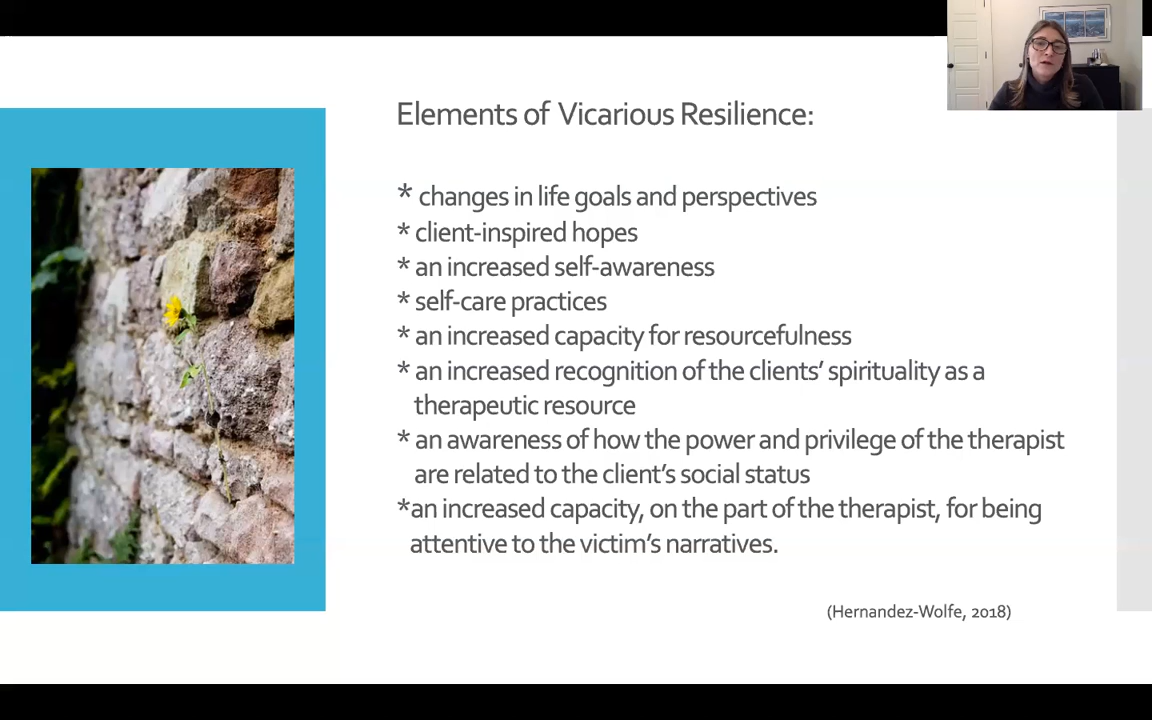 Elements of Vicarious Resilience:
* changes in life goals and perspectives
* client-inspired hopes
* an increased self-awareness
* self-care practices
* an increased capacity for resourcefulness
* an increased recognition of the clients’ spirituality as a
therapeutic resource
* an awareness of how the power and privilege of the therapist
are related to the client’s social status
*an increased capacity, on the part of the therapist, for being
attentive to the victim’s narratives.
(Hernandez-Wolfe, 2018)